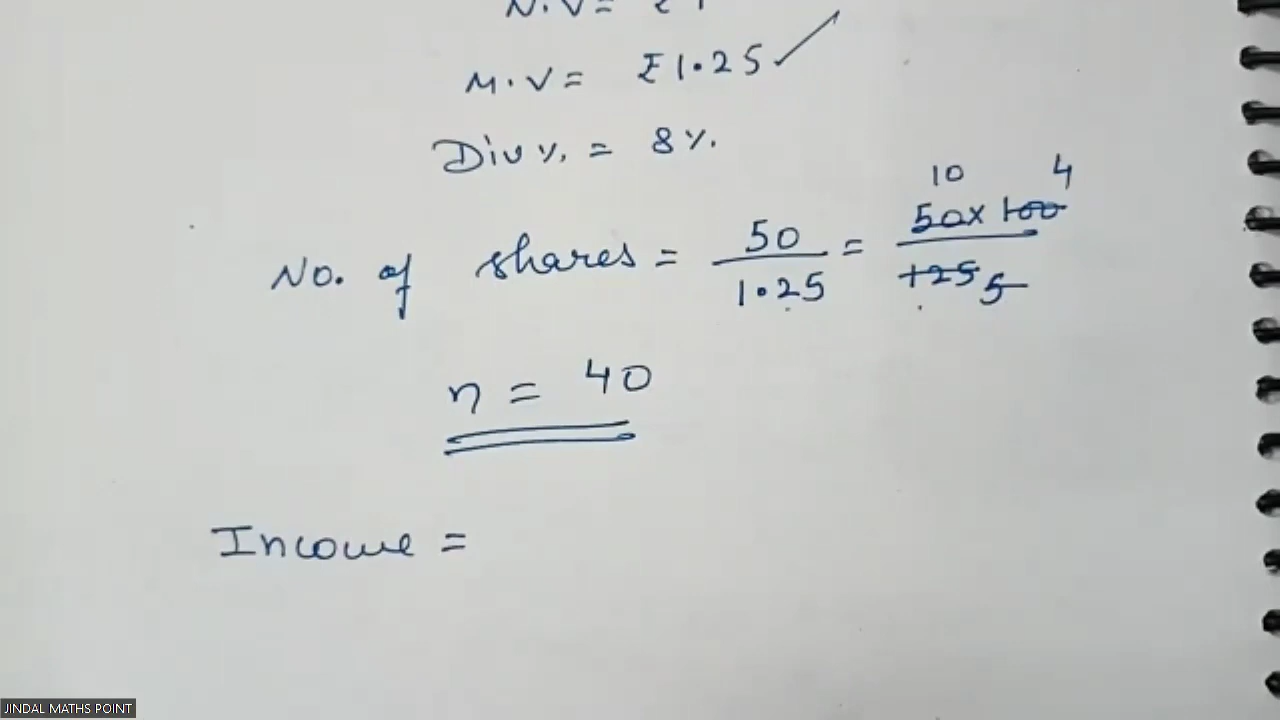 N.V = ₹ 1
M.V = ₹ 1.25
Div %. = 8 %.
10 4
No. of shares = 50/1.25 = 50 x 100/125 5
n = 40
Income =
JINDAL MATHS POINT